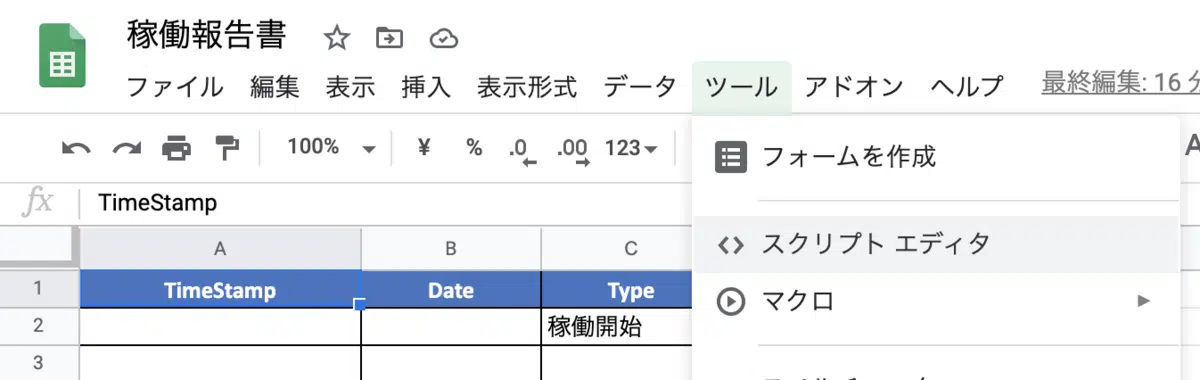 稼働報告書
ファイル 編集 表示 挿入 表示形式 データ ツール アドオン ヘルプ 最終編集: 16
100% ¥ % .0 .00 123
フォームを作成
fx TimeStamp
スクリプト エディタ
A B C
1 TimeStamp Date Type
マクロ
2 稼働開始
3